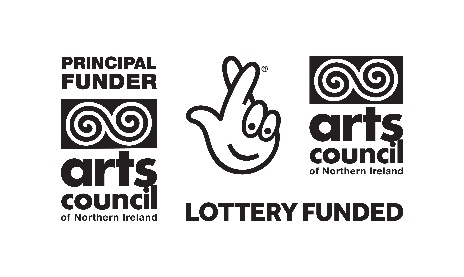 PRINCIPAL
FUNDER
arts
council
of Northern Ireland
®
arts
council
of Northern Ireland
LOTTERY FUNDED